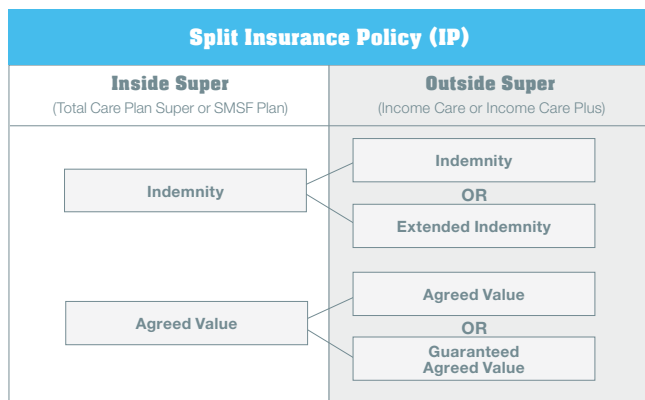 Split Insurance Policy (IP)
Inside Super
(Total Care Plan Super or SMSF Plan)
Outside Super
(Income Care or Income Care Plus)
Indemnity
Indemnity
OR
Extended Indemnity
Agreed Value
Agreed Value
OR
Guaranteed
Agreed Value